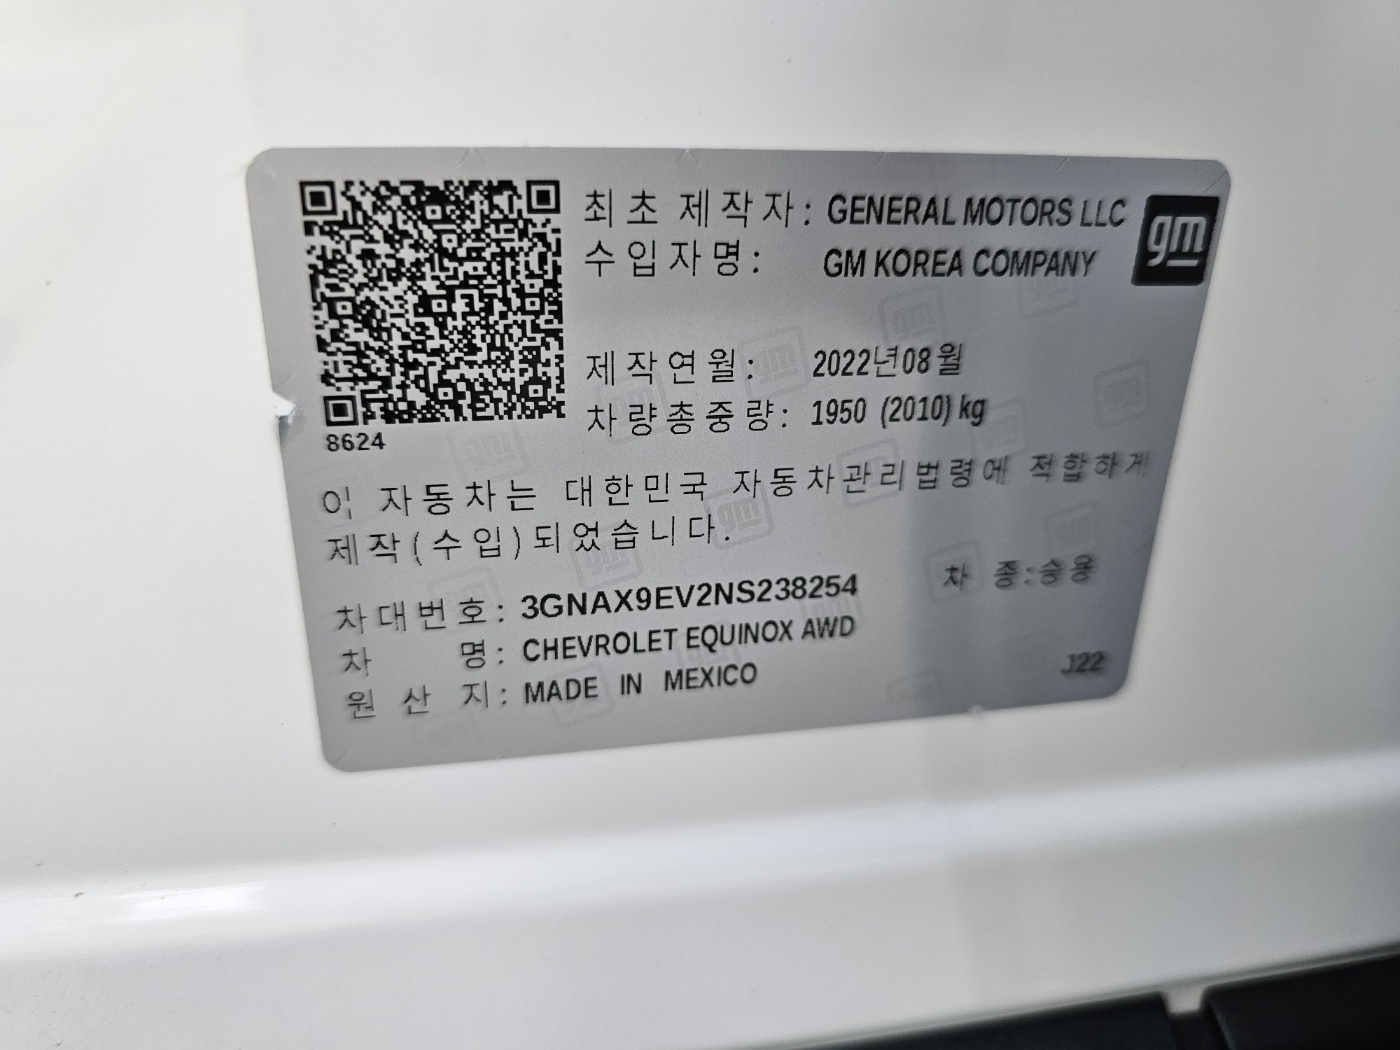 최초 제작자: GENERAL MOTORS LLC
gm
수입자명: GM KOREA COMPANY
제작연월: 2022년08월
차량총중량: 1950 (2010) kg
8624
이 자동차는 대한민국 자동차관리법령에 적합하게
제작(수입)되었습니다.
차대번호: 3GNAX9EV2NS238254
차 종:승용
차 명: CHEVROLET EQUINOX AWD
원 산 지: MADE IN MEXICO
J22